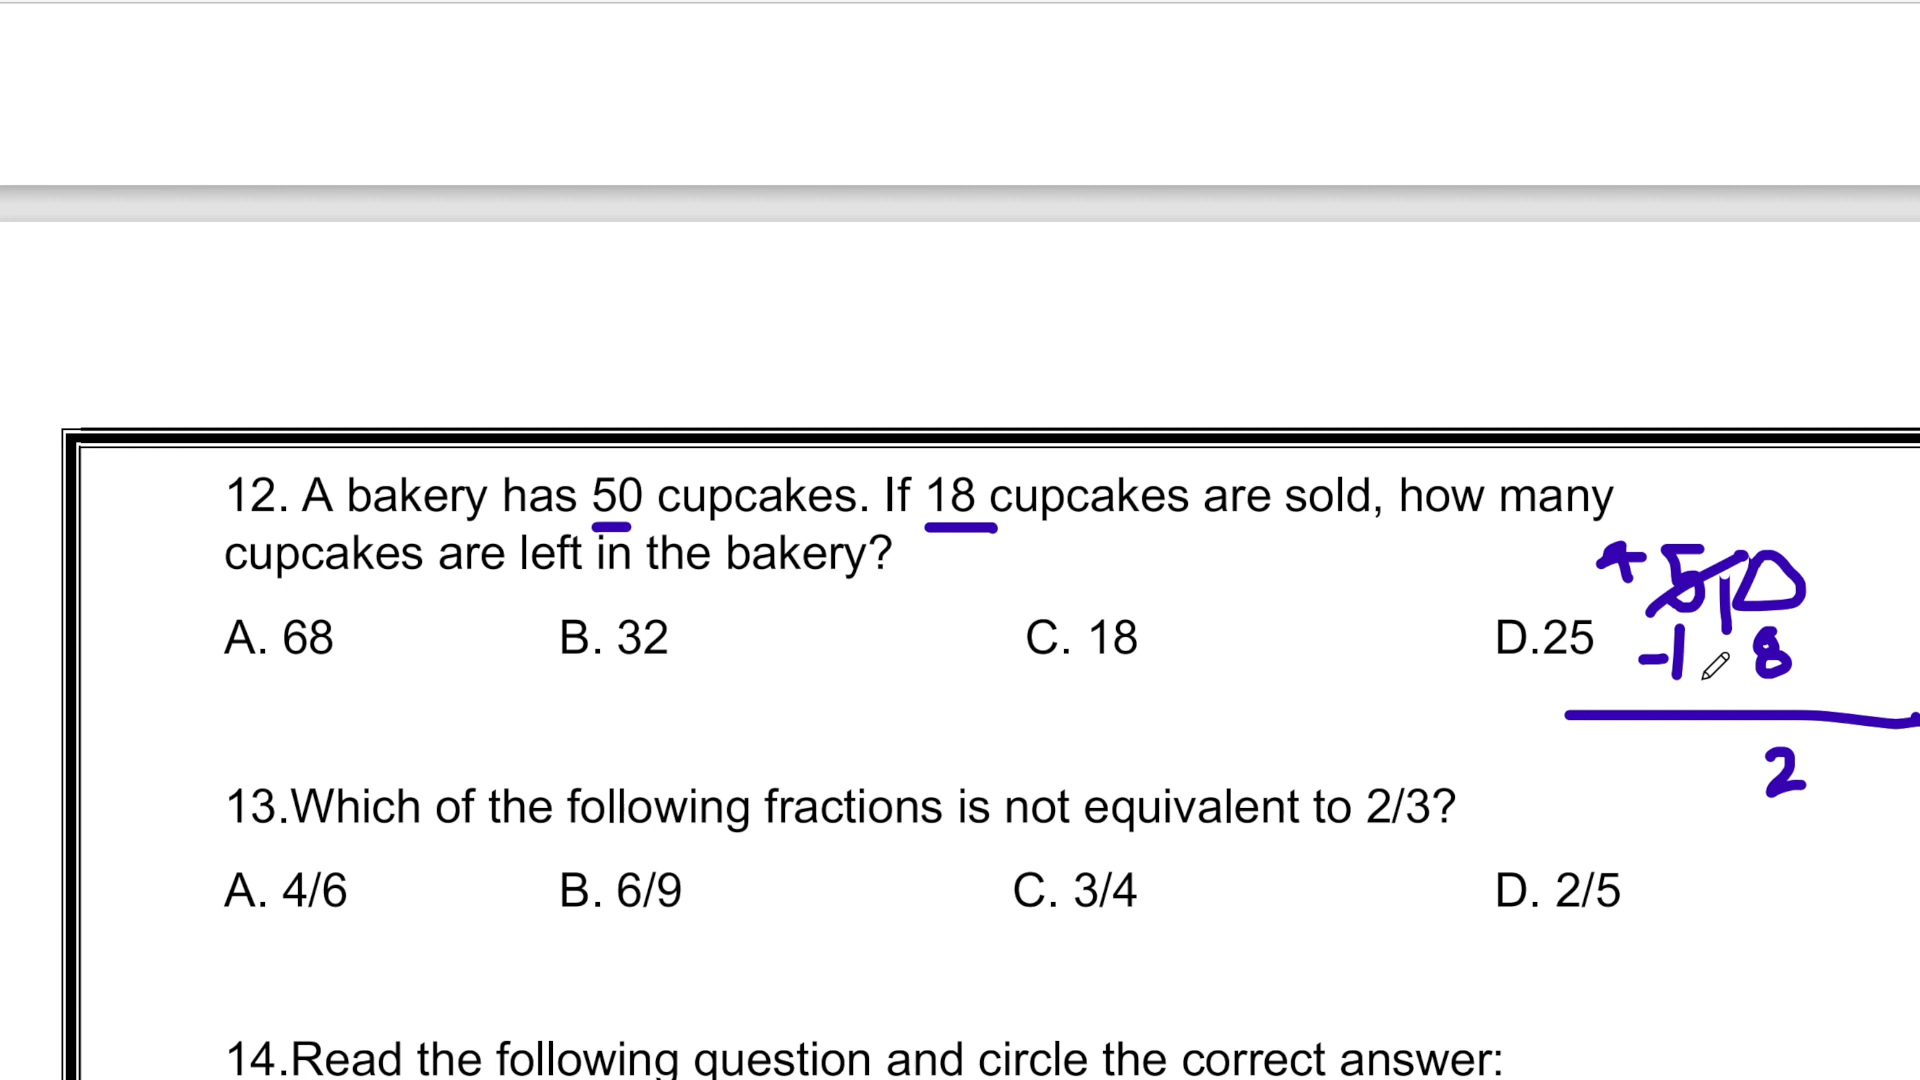 12. A bakery has 50 cupcakes. If 18 cupcakes are sold, how many
cupcakes are left in the bakery?
4 5 10
A. 68 B. 32 C. 18 D.25
-1 8
2
13.Which of the following fractions is not equivalent to 2/3?
A. 4/6 B. 6/9 C. 3/4 D. 2/5
14.Read the following question and circle the correct answer: